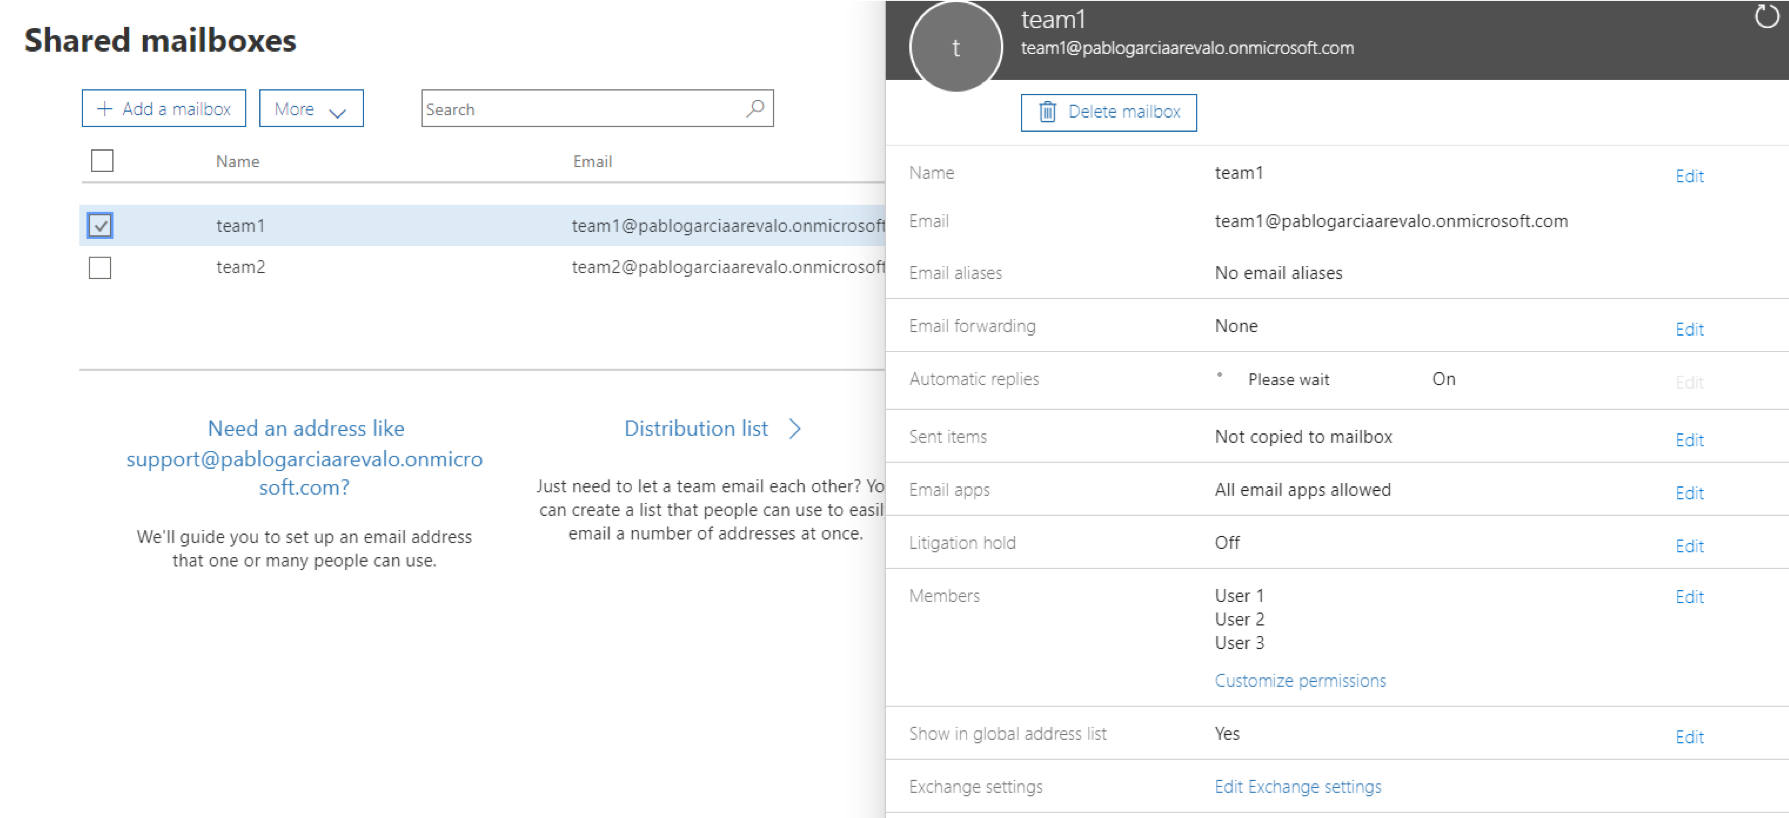 Shared mailboxes
Add a mailbox
More
Search
Name Email
team1 team1@pablogarciaarevalo.onmicrosoft
team2 team2@pablogarciaarevalo.onmicrosoft
Need an address like
support@pablogarciaarevalo.onmicro
soft.com?
We'll guide you to set up an email address
that one or many people can use.
Distribution list
Just need to let a team email each other? Yo
can create a list that people can use to easil
email a number of addresses at once.
t
team1
team1@pablogarciaarevalo.onmicrosoft.com
Delete mailbox
Name team1 Edit
Email team1@pablogarciaarevalo.onmicrosoft.com
Email aliases No email aliases
Email forwarding None Edit
Automatic replies Please wait On Edit
Sent items Not copied to mailbox Edit
Email apps All email apps allowed Edit
Litigation hold Off Edit
Members User 1 Edit
User 2
User 3
Customize permissions
Show in global address list Yes Edit
Exchange settings Edit Exchange settings